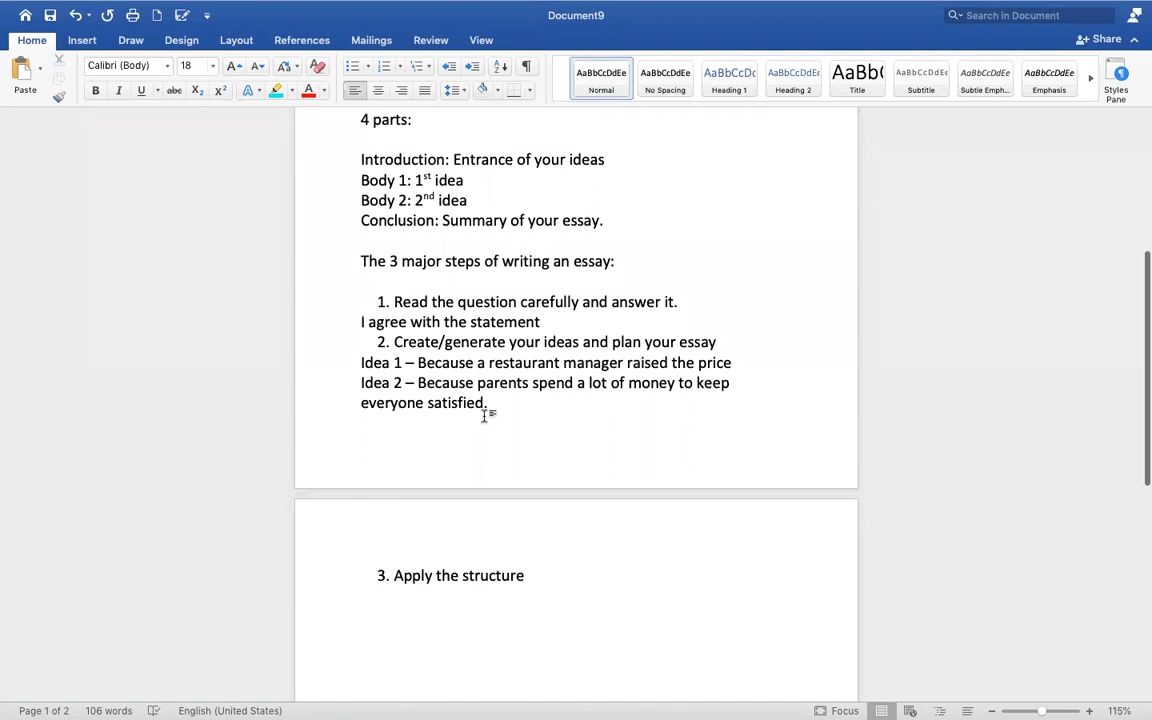 Document9
Search in Document
Home Insert Draw Design Layout References Mailings Review View
Share
Paste
Calibri (Body) 18
AaBbCcDdEe AaBbCcDdEe AaBbCcDc AaBbCcDdEe AaBb( AaBbCcDdEe AaBbCcDdEe AaBbCcDdEe
Normal No Spacing Heading 1 Heading 2 Title Subtitle Subtle Emph... Emphasis
Styles Pane
4 parts:
Introduction: Entrance of your ideas
Body 1: 1st idea
Body 2: 2nd idea
Conclusion: Summary of your essay.
The 3 major steps of writing an essay:
1. Read the question carefully and answer it.
I agree with the statement
2. Create/generate your ideas and plan your essay
Idea 1 – Because a restaurant manager raised the price
Idea 2 – Because parents spend a lot of money to keep
everyone satisfied.
3. Apply the structure
Page 1 of 2 106 words English (United States) Focus 115%